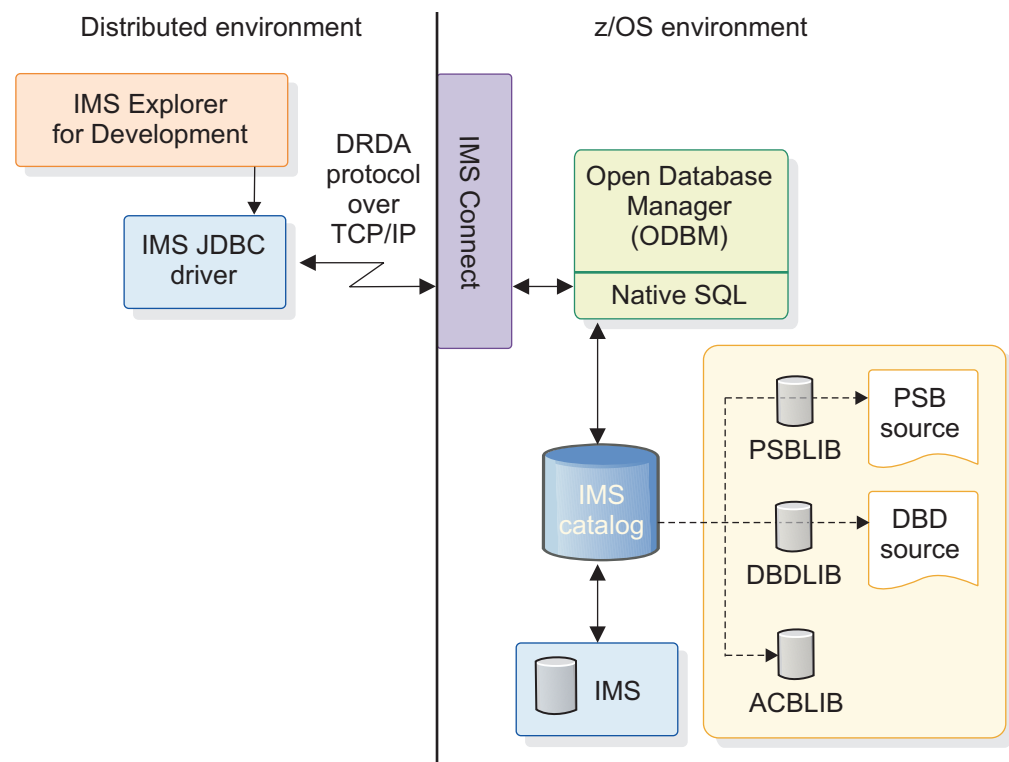 Distributed environment
z/OS environment
IMS Explorer
for Development
DRDA
protocol
over
TCP/IP
IMS Connect
IMS JDBC
driver
Open Database
Manager
(ODBM)
Native SQL
PSBLIB
PSB
source
IMS
catalog
DBDLIB
DBD
source
IMS
ACBLIB